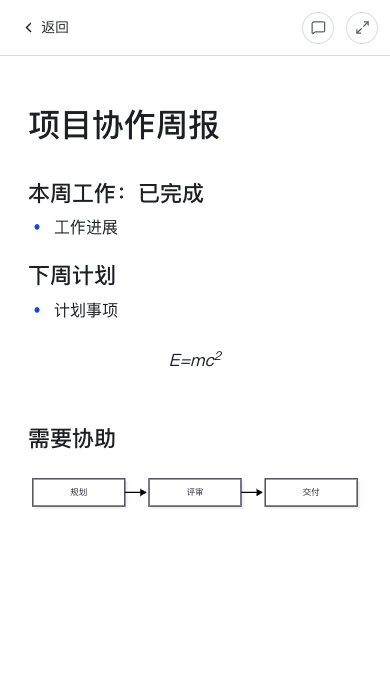 返回
项目协作周报
本周工作：已完成
工作进展
下周计划
计划事项
E=mc²
需要协助
规划
评审
交付